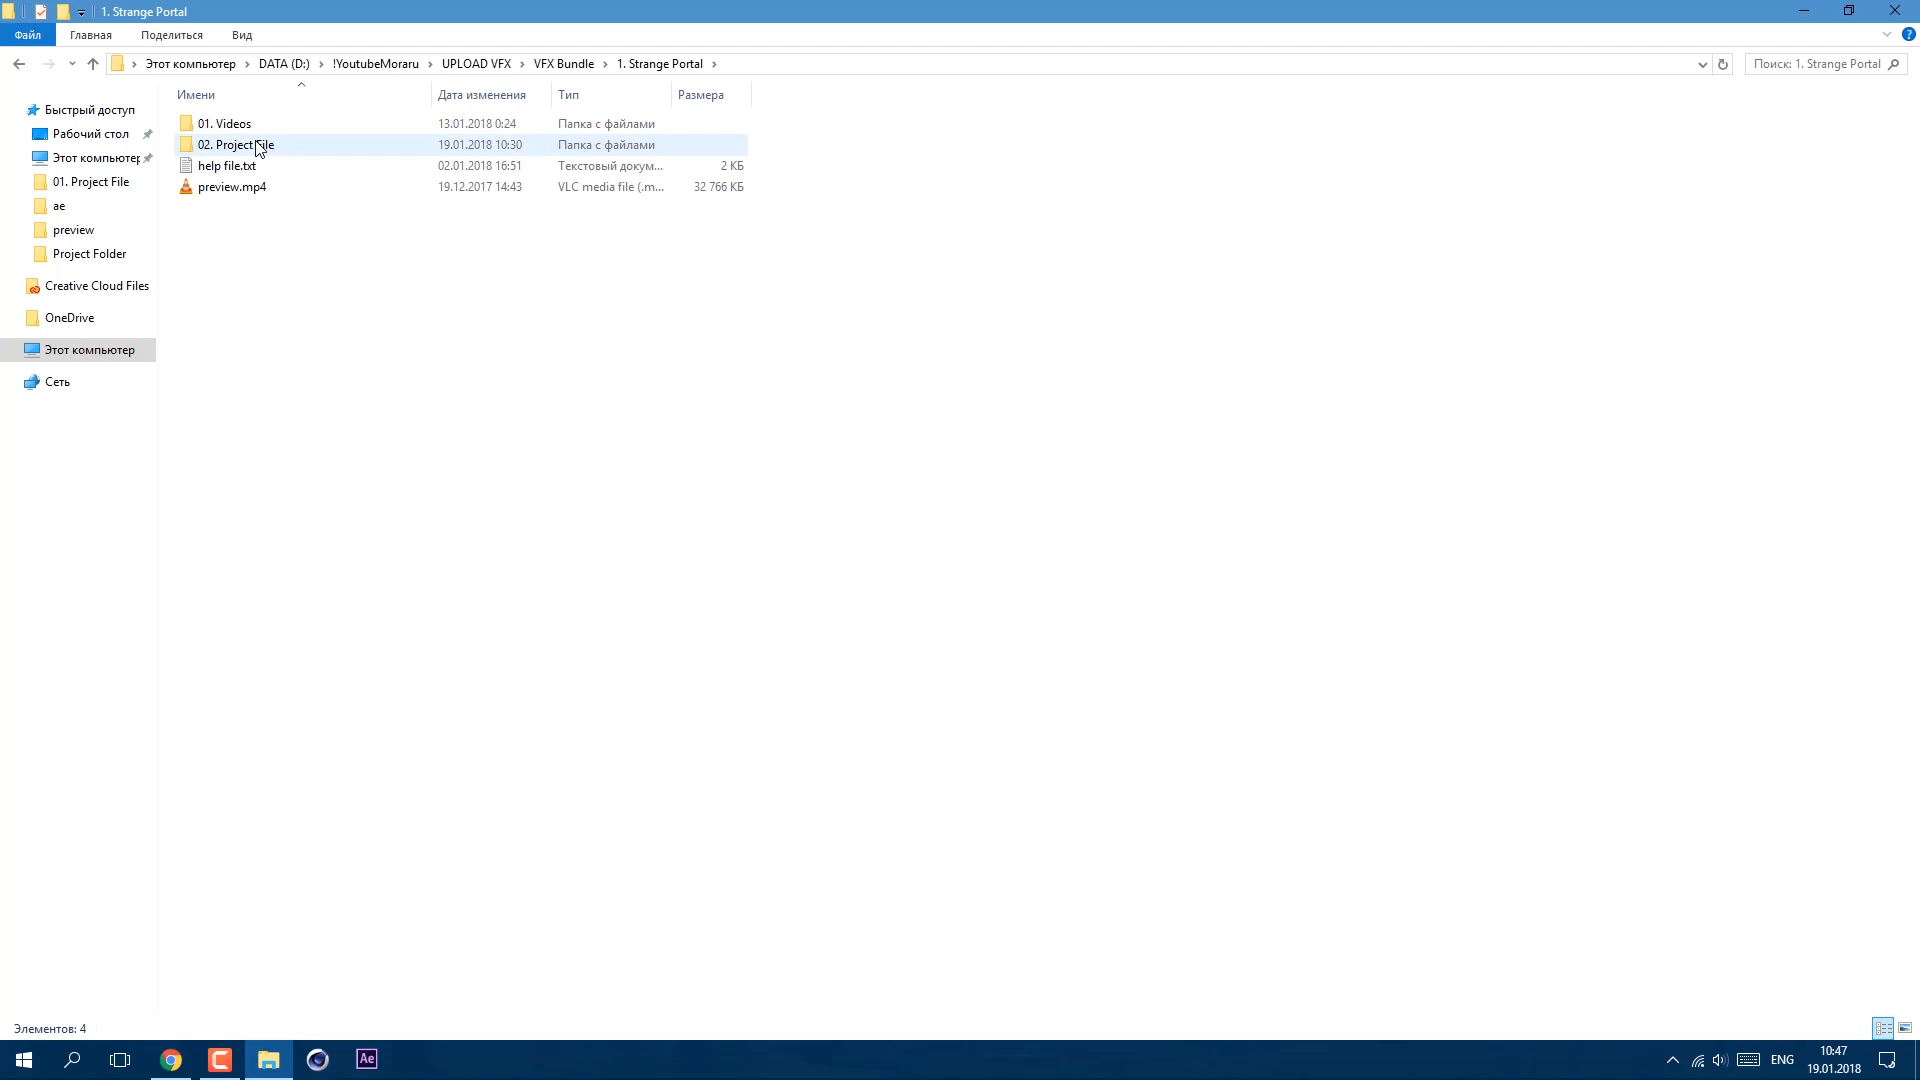 1. Strange Portal
Файл Главная Поделиться Вид
Этот компьютер DATA (D:) !YoutubeMoraru UPLOAD VFX VFX Bundle 1. Strange Portal
Поиск: 1. Strange Portal
Имени Дата изменения Тип Размера
01. Videos 13.01.2018 0:24 Папка с файлами
02. Project File 19.01.2018 10:30 Папка с файлами
help file.txt 02.01.2018 16:51 Текстовый докум... 2 КБ
preview.mp4 19.12.2017 14:43 VLC media file (.m... 32 766 КБ
Быстрый доступ
Рабочий стол
Этот компьютер
01. Project File
ae
preview
Project Folder
Creative Cloud Files
OneDrive
Этот компьютер
Сеть
Элементов: 4
Ae
ENG
10:47
19.01.2018